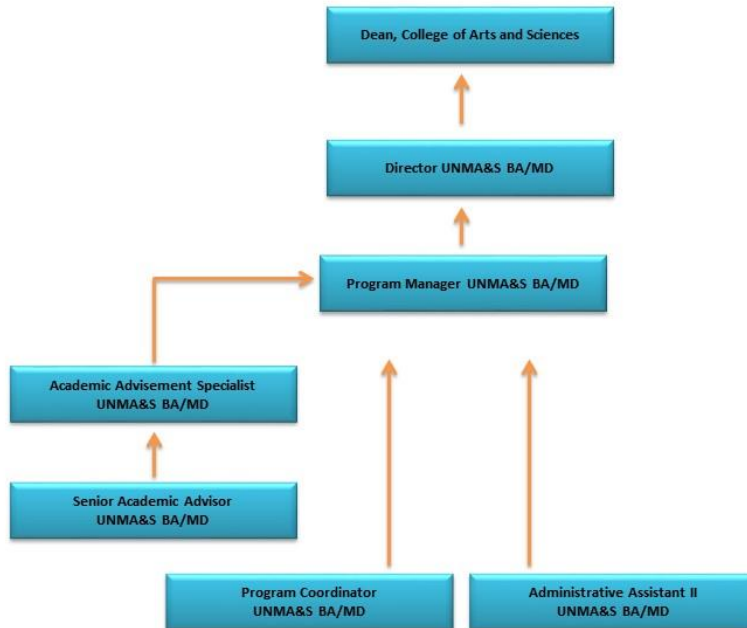 Dean, College of Arts and Sciences
Director UNMA&S BA/MD
Program Manager UNMA&S BA/MD
Academic Advisement Specialist
UNMA&S BA/MD
Senior Academic Advisor
UNMA&S BA/MD
Program Coordinator
UNMA&S BA/MD
Administrative Assistant II
UNMA&S BA/MD